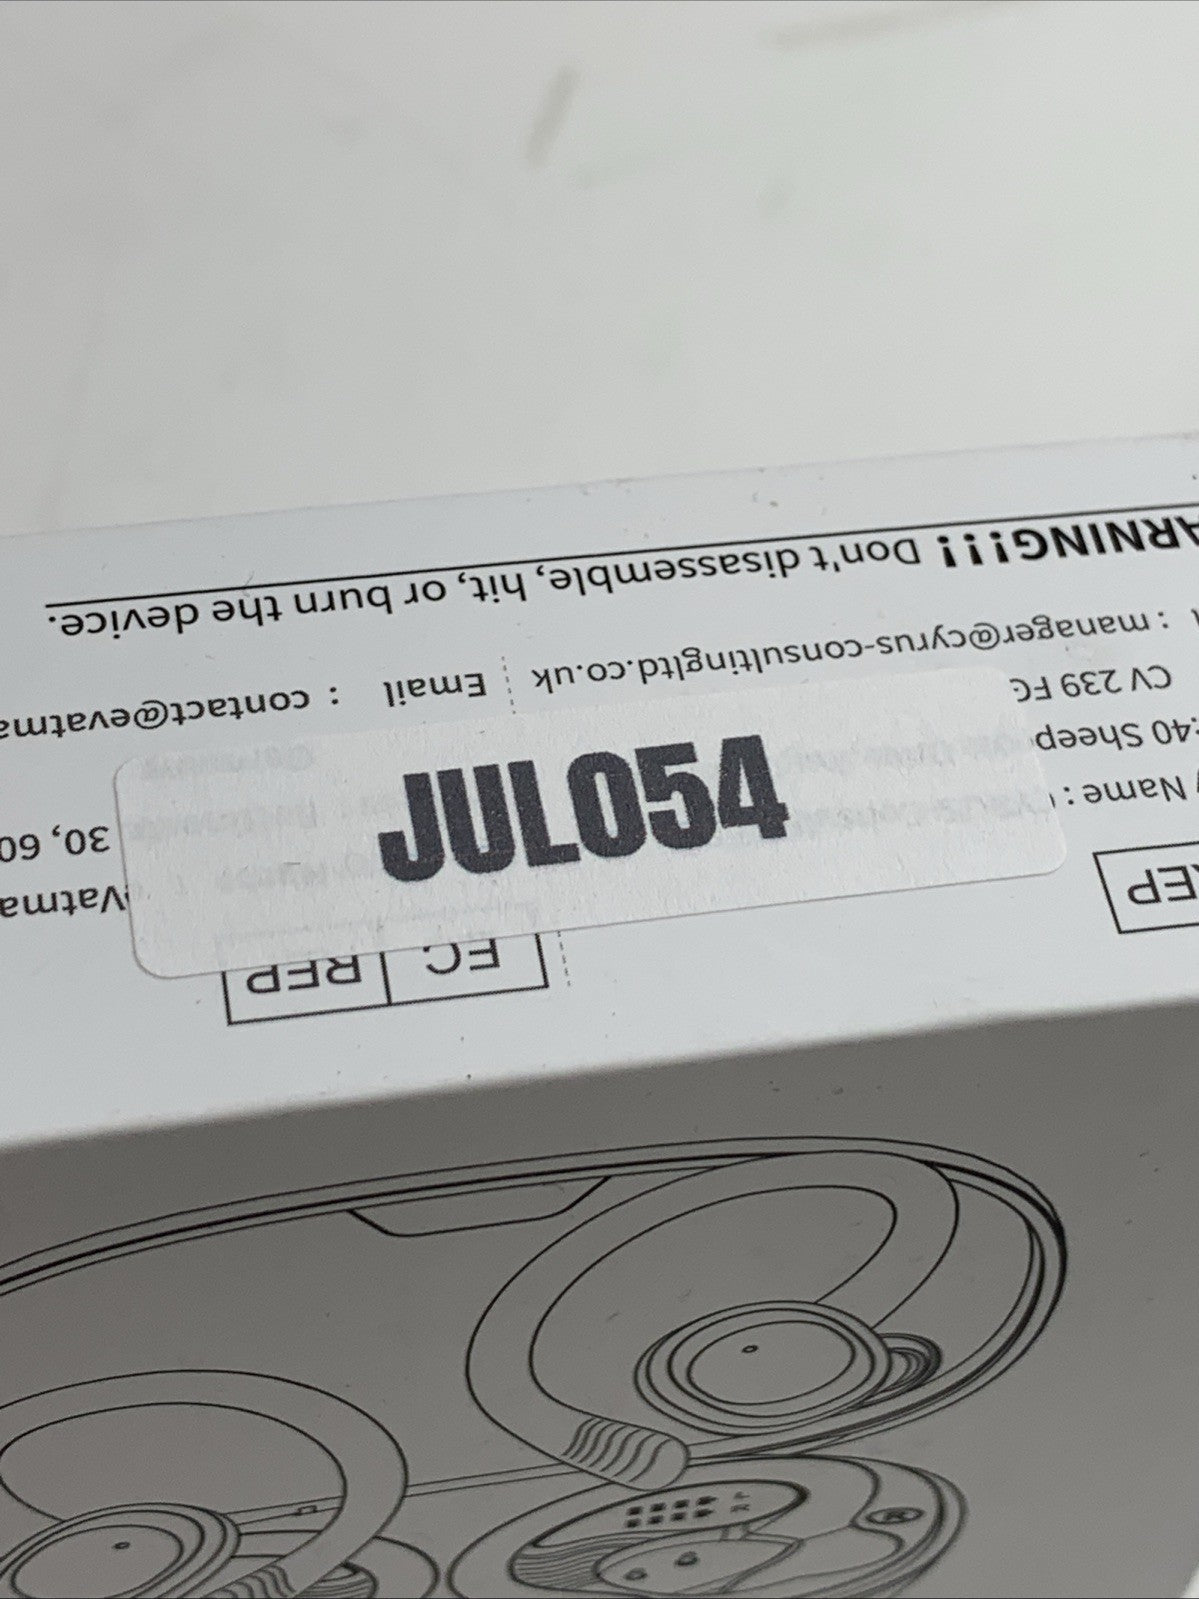 JUL054
ARNING!!! Don't disassemble, hit, or burn the device.
: manager@cyrus-consultingltd.co.uk
Email : contact@evatma
CV 239 FC
40 Sheep
Name :
30, 60
Vatma
EP
EC REP